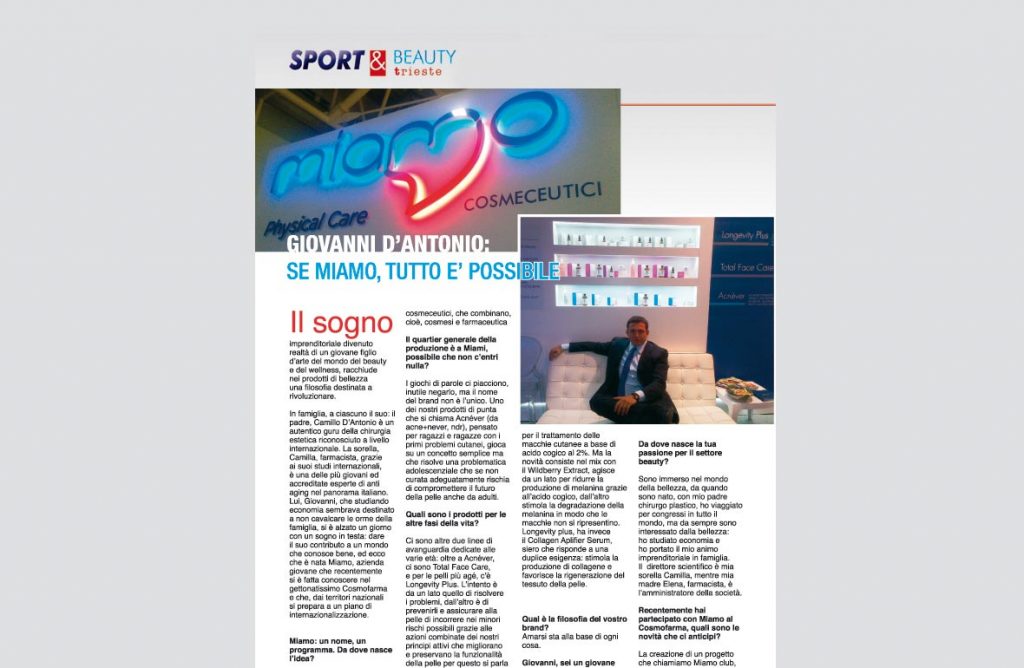 SPORT & BEAUTY
trieste
miamo
COSMECEUTICI
Physical Care
GIOVANNI D'ANTONIO:
SE MIAMO, TUTTO E' POSSIBILE
Longevity Plus
Total Face Care
Acnéver
Il sogno
imprenditoriale divenuto
realtà di un giovane figlio
d'arte del mondo del beauty
e del wellness, racchiude
nei prodotti di bellezza
una filosofia destinata a
rivoluzionare.
In famiglia, a ciascuno il suo: il
padre, Camillo D'Antonio è un
autentico guru della chirurgia
estetica riconosciuto a livello
internazionale. La sorella,
Camilla, farmacista, grazie
ai suoi studi internazionali,
è una delle più giovani ed
accreditate esperte di anti
aging nel panorama italiano.
Lui, Giovanni, che studiando
economia sembrava destinato
a non cavalcare le orme della
famiglia, si è alzato un giorno
con un sogno in testa: dare
il suo contributo a un mondo
che conosce bene, ed ecco
che è nata Miamo, azienda
giovane che recentemente
si è fatta conoscere nel
gettonatissimo Cosmofarma
e che, dai territori nazionali
si prepara a un piano di
internazionalizzazione.
Miamo: un nome, un
programma. Da dove nasce
l'idea?
cosmeceutici, che combinano,
cioè, cosmesi e farmaceutica
Il quartier generale della
produzione è a Miami,
possibile che non c'entri
nulla?
I giochi di parole ci piacciono,
inutile negarlo, ma il nome
del brand non è l'unico. Uno
dei nostri prodotti di punta
che si chiama Acnéver (da
acne+never, ndr), pensato
per ragazzi e ragazze con i
primi problemi cutanei, gioca
su un concetto semplice ma
che risolve una problematica
adolescenziale che se non
curata adeguatamente rischia
di compromettere il futuro
della pelle anche da adulti.
Quali sono i prodotti per le
altre fasi della vita?
Ci sono altre due linee di
avanguardia dedicate alle
varie età: oltre a Acnéver,
ci sono Total Face Care,
e per le pelli più agé, c'è
Longevity Plus. L'intento è
da un lato quello di risolvere
i problemi, dall'altro è di
prevenirli e assicurare alla
pelle di incorrere nei minori
rischi possibili grazie alle
azioni combinate dei nostri
principi attivi che migliorano
e preservano la funzionalità
della pelle per questo si parla
per il trattamento delle
macchie cutanee a base di
acido cogico al 2%. Ma la
novità consiste nel mix con
il Wildberry Extract, agisce
da un lato per ridurre la
produzione di melanina grazie
all'acido cogico, dall'altro
stimola la degradazione della
melanina in modo che le
macchie non si ripresentino.
Longevity plus, ha invece
il Collagen Aplifier Serum,
siero che risponde a una
duplice esigenza: stimola la
produzione di collagene e
favorisce la rigenerazione del
tessuto della pelle.
Qual è la filosofia del vostro
brand?
Amarsi sta alla base di ogni
cosa.
Giovanni, sei un giovane
Da dove nasce la tua
passione per il settore
beauty?
Sono immerso nel mondo
della bellezza, da quando
sono nato, con mio padre
chirurgo plastico, ho viaggiato
per congressi in tutto il
mondo, ma da sempre sono
interessato dalla bellezza:
ho studiato economia e
ho portato il mio animo
imprenditoriale in famiglia.
Il direttore scientifico è mia
sorella Camilla, mentre mia
madre Elena, farmacista, è
l'amministratore della società.
Recentemente hai
partecipato con Miamo al
Cosmofarma, quali sono le
novità che ci anticipi?
La creazione di un progetto
che chiamiamo Miamo club,